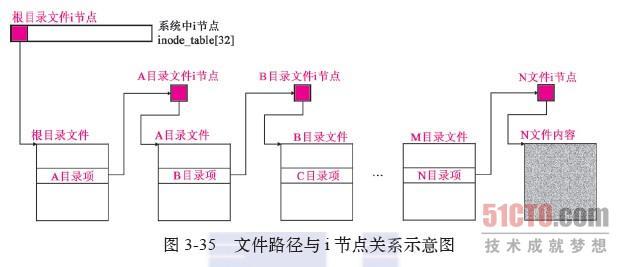 根目录文件i节点
系统中i节点
inode_table[32]
A目录文件i节点
B目录文件i节点
N文件i节点
根目录文件
A目录文件
B目录文件
M目录文件
N文件内容
A目录项
B目录项
C目录项
...
N目录项
51CTO.com
技术成就梦想
图 3-35 文件路径与 i 节点关系示意图